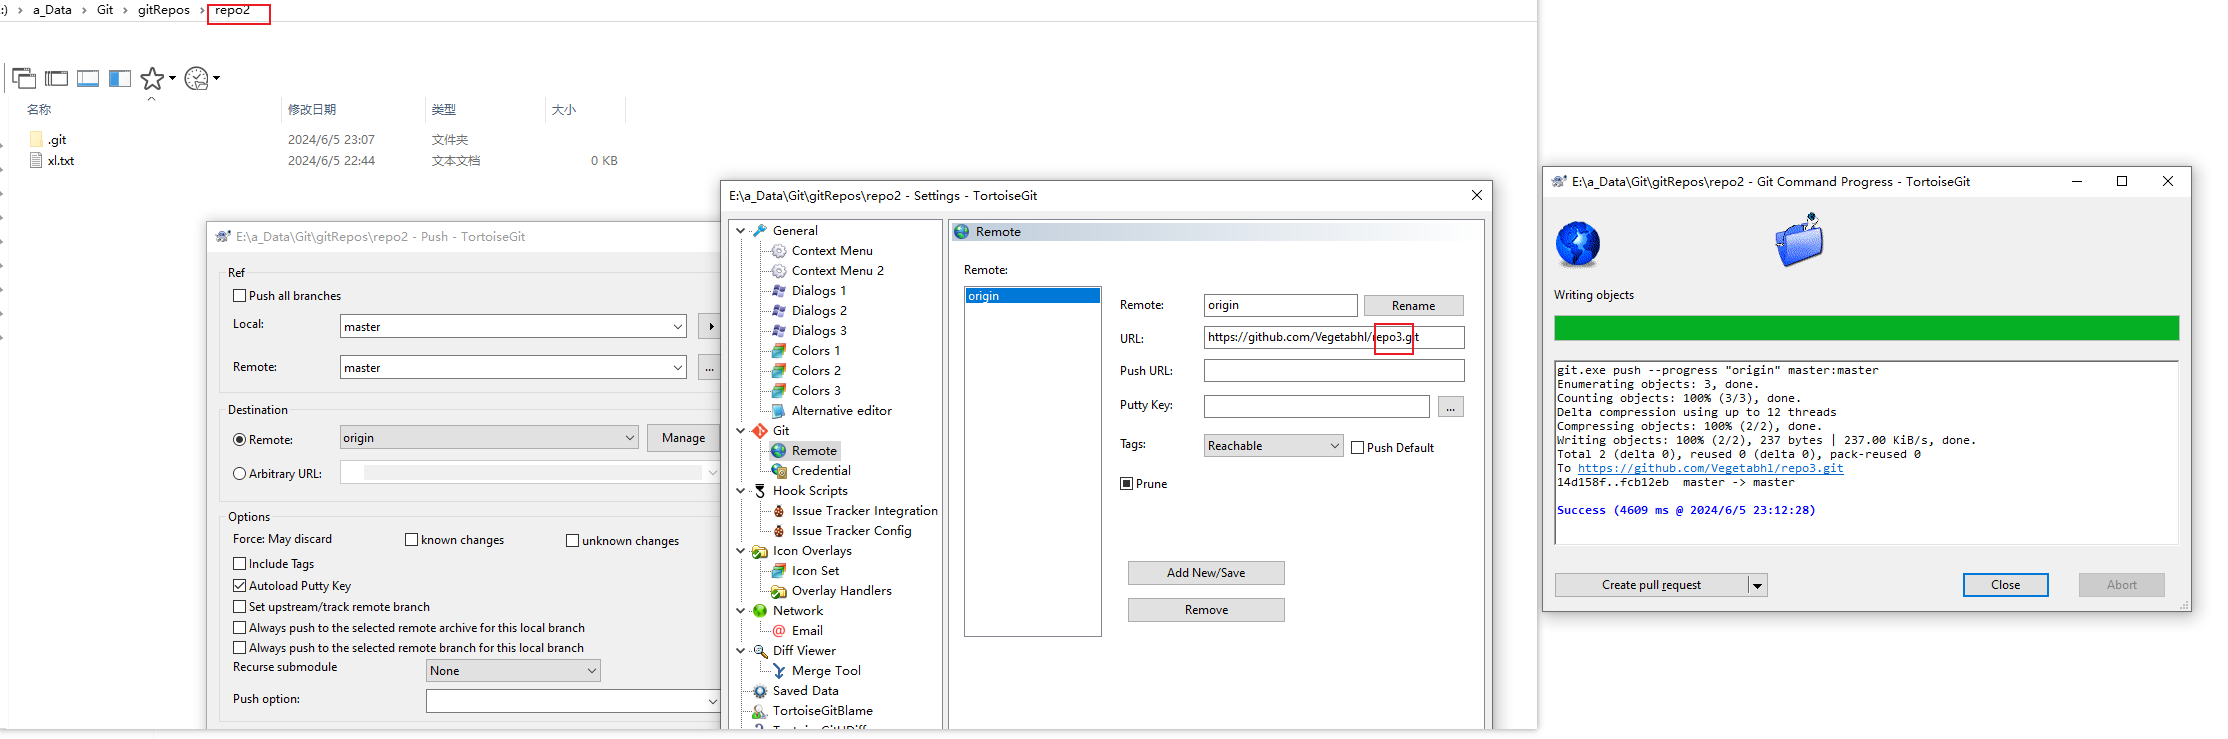 :) › a_Data › Git › gitRepos › repo2
名称 修改日期 类型 大小
.git 2024/6/5 23:07 文件夹
xl.txt 2024/6/5 22:44 文本文档 0 KB
E:\a_Data\Git\gitRepos\repo2 - Push - TortoiseGit
Ref
Push all branches
Local: master
Remote: master ...
Destination
Remote: origin Manage
Arbitrary URL:
Options
Force: May discard known changes unknown changes
Include Tags
Autoload Putty Key
Set upstream/track remote branch
Always push to the selected remote archive for this local branch
Always push to the selected remote branch for this local branch
Recurse submodule None
Push option:
E:\a_Data\Git\gitRepos\repo2 - Settings - TortoiseGit
General
Context Menu
Context Menu 2
Dialogs 1
Dialogs 2
Dialogs 3
Colors 1
Colors 2
Colors 3
Alternative editor
Git
Remote
Credential
Hook Scripts
Issue Tracker Integration
Issue Tracker Config
Icon Overlays
Icon Set
Overlay Handlers
Network
Email
Diff Viewer
Merge Tool
Saved Data
TortoiseGitBlame
Remote
Remote:
origin
Remote: origin Rename
URL: https://github.com/Vegetabhl/repo3.git
Push URL:
Putty Key: ...
Tags: Reachable Push Default
Prune
Add New/Save
Remove
E:\a_Data\Git\gitRepos\repo2 - Git Command Progress - TortoiseGit
Writing objects
git.exe push --progress "origin" master:master
Enumerating objects: 3, done.
Counting objects: 100% (3/3), done.
Delta compression using up to 12 threads
Compressing objects: 100% (2/2), done.
Writing objects: 100% (2/2), 237 bytes | 237.00 KiB/s, done.
Total 2 (delta 0), reused 0 (delta 0), pack-reused 0
To https://github.com/Vegetabhl/repo3.git
14d158f..fcb12eb master -> master
Success (4609 ms @ 2024/6/5 23:12:28)
Create pull request Close Abort